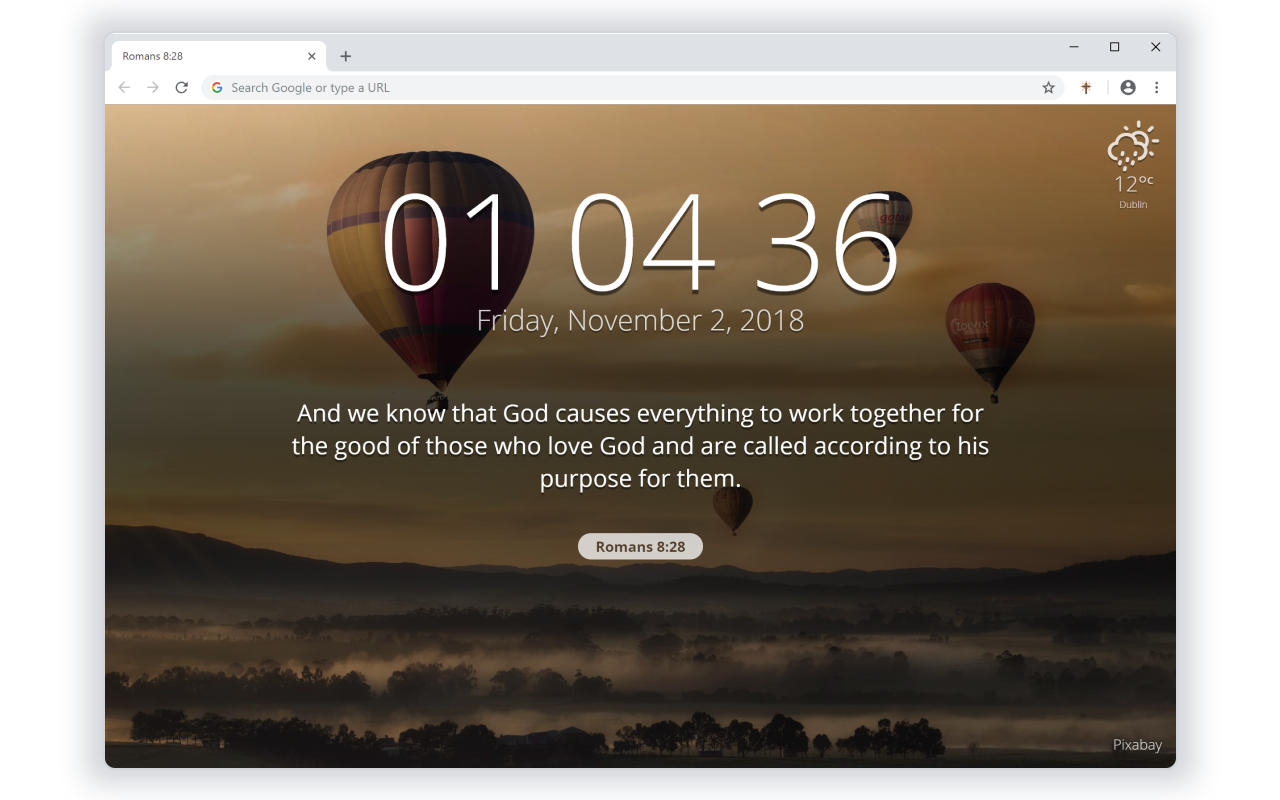 Romans 8:28
Search Google or type a URL
12°C
Dublin
01 04 36
Friday, November 2, 2018
And we know that God causes everything to work together for
the good of those who love God and are called according to his
purpose for them.
Romans 8:28
Pixabay